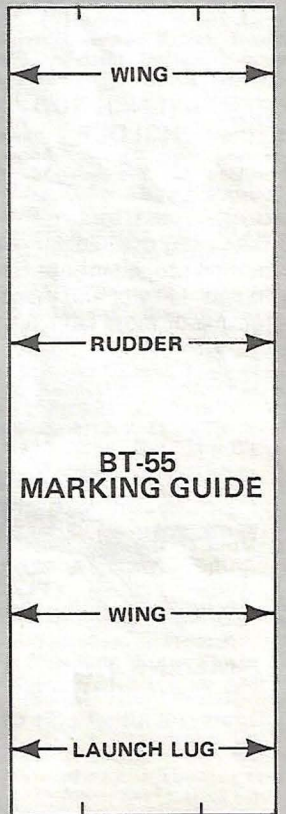 WING
RUDDER
BT-55
MARKING GUIDE
WING
LAUNCH LUG